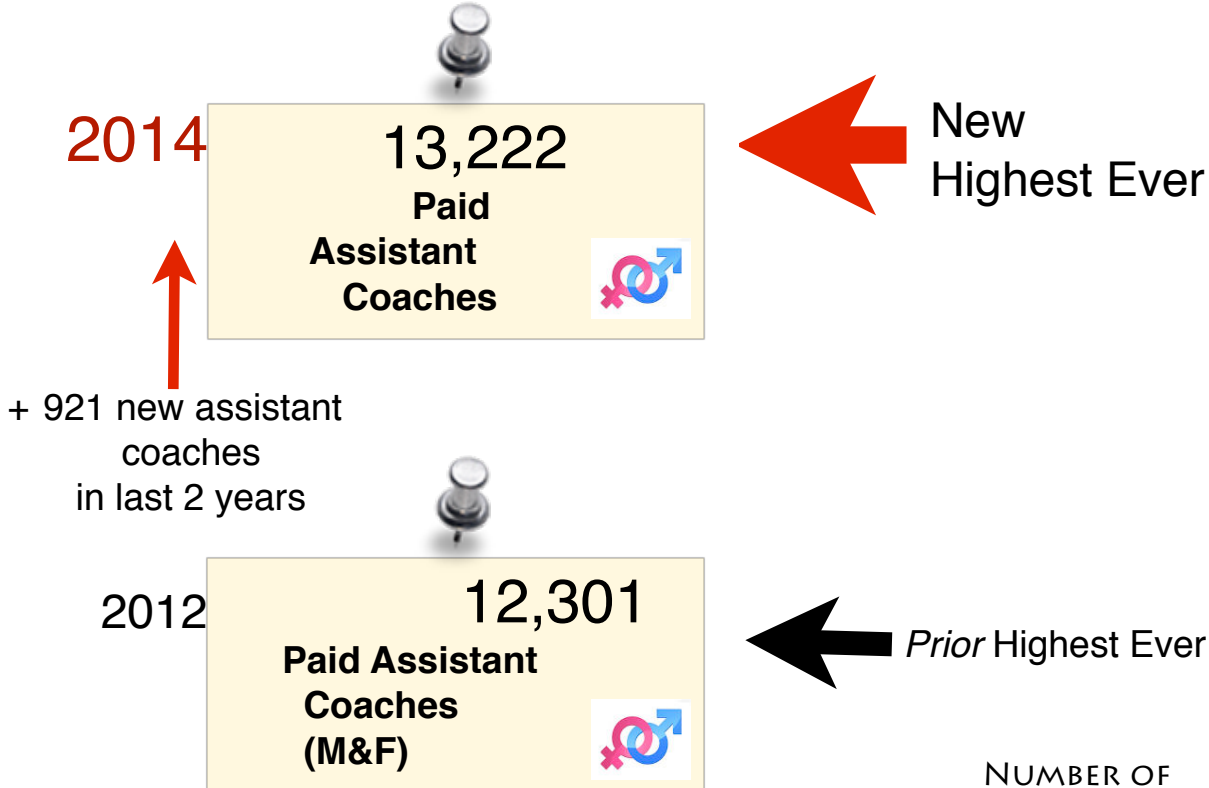 2014
13,222
Paid
Assistant
Coaches
New
Highest Ever
+ 921 new assistant
coaches
in last 2 years
2012
12,301
Paid Assistant
Coaches
(M&F)
Prior Highest Ever
NUMBER OF